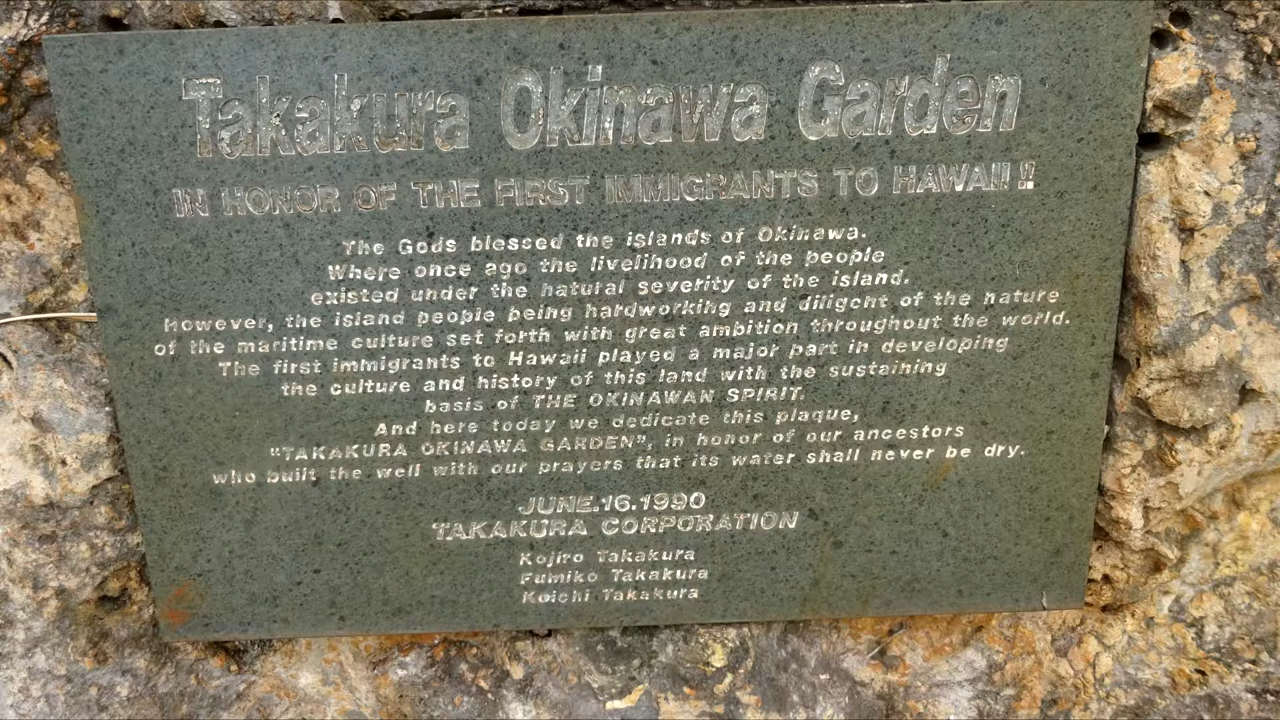 Takakura Okinawa Garden
IN HONOR OF THE FIRST IMMIGRANTS TO HAWAII !!
The Gods blessed the islands of Okinawa.
Where once ago the livelihood of the people
existed under the natural severity of the island.
However, the island people being hardworking and diligent of the nature
of the maritime culture set forth with great ambition throughout the world.
The first immigrants to Hawaii played a major part in developing
the culture and history of this land with the sustaining
basis of THE OKINAWAN SPIRIT.
And here today we dedicate this plaque,
"TAKAKURA OKINAWA GARDEN", in honor of our ancestors
who built the well with our prayers that its water shall never be dry.
JUNE.16.1990
TAKAKURA CORPORATION
Kojiro Takakura
Fumiko Takakura
Koichi Takakura